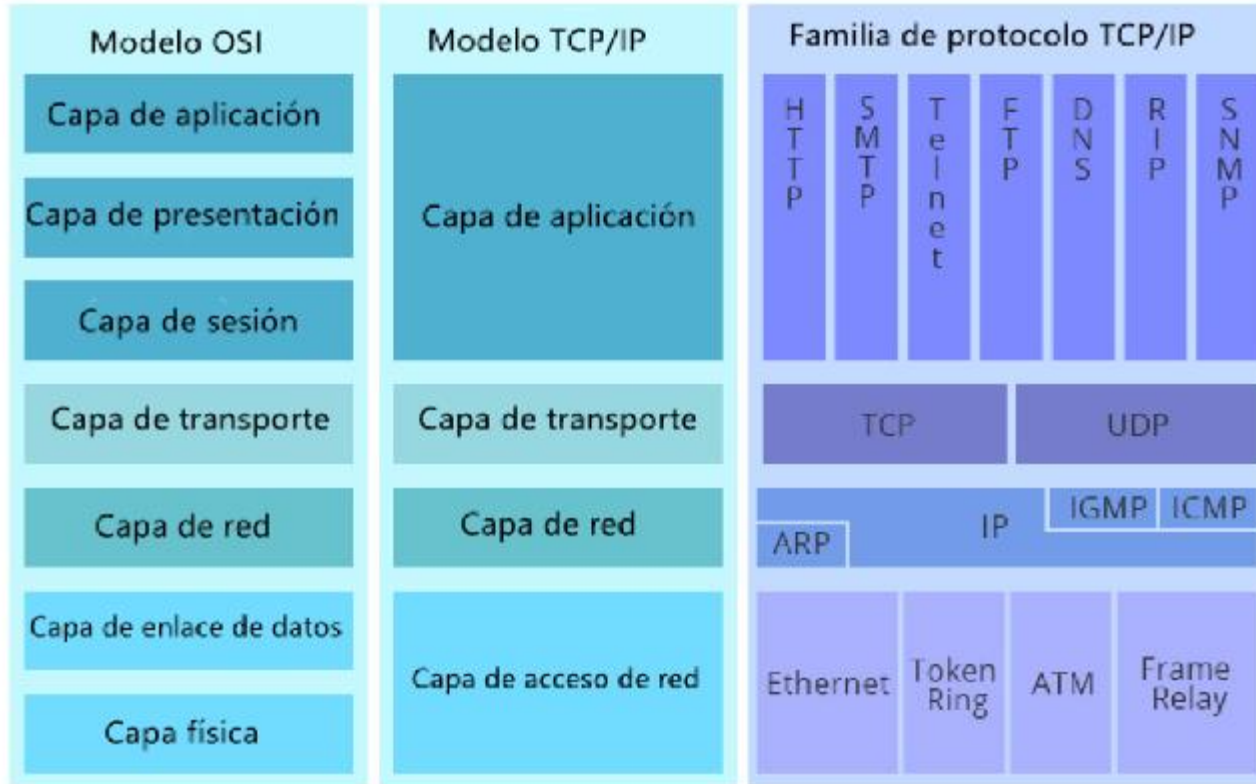 Modelo OSI
Capa de aplicación
Capa de presentación
Capa de sesión
Capa de transporte
Capa de red
Capa de enlace de datos
Capa física
Modelo TCP/IP
Capa de aplicación
Capa de transporte
Capa de red
Capa de acceso de red
Familia de protocolo TCP/IP
HTTP
SMTP
Telnet
FTP
DNS
RIP
SNMP
TCP
UDP
ARP
IP
IGMP
ICMP
Ethernet
Token
Ring
ATM
Frame
Relay